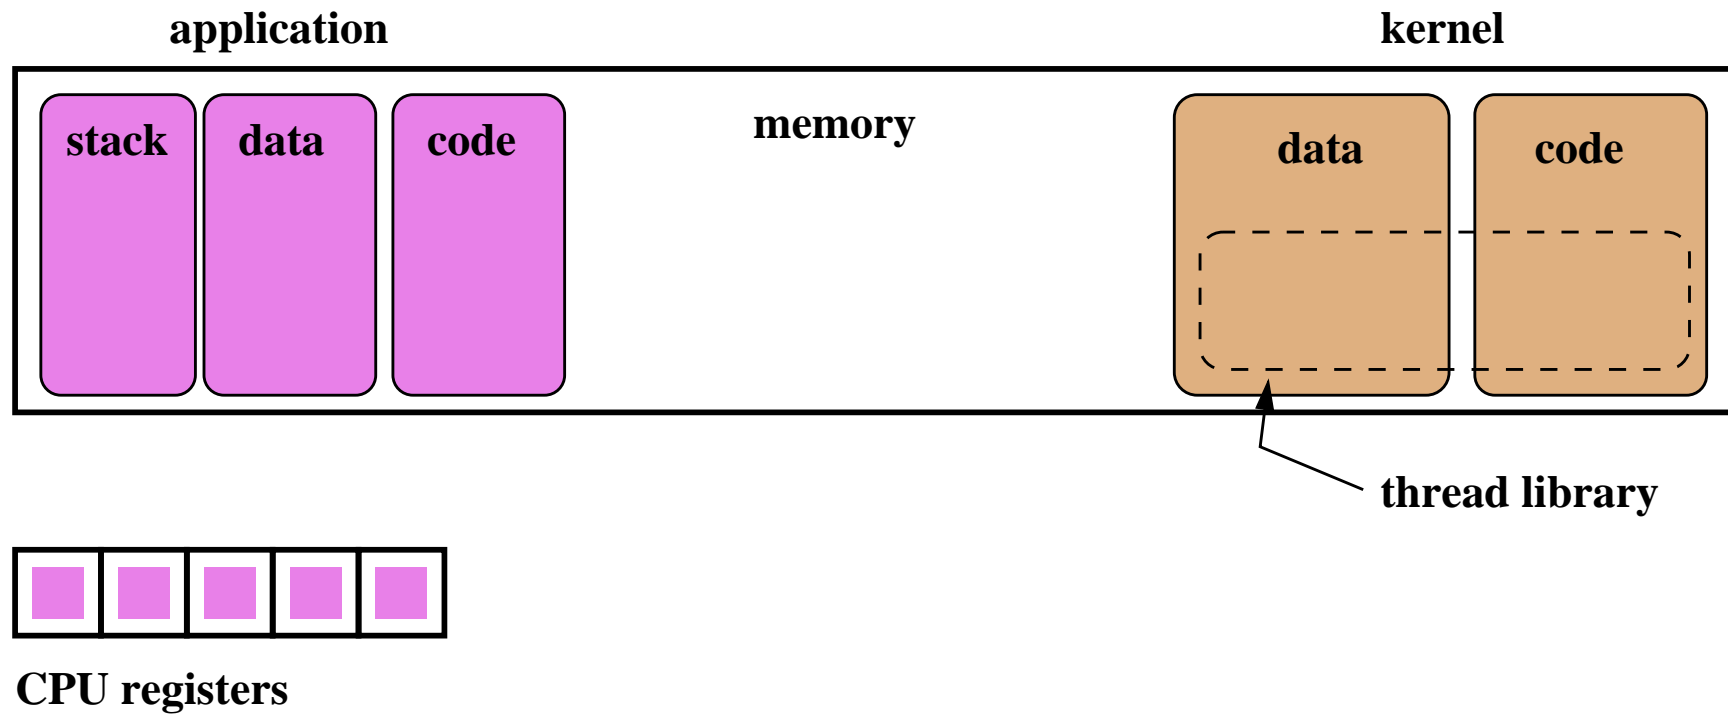 application
kernel
stack
data
code
memory
data
code
thread library
CPU registers